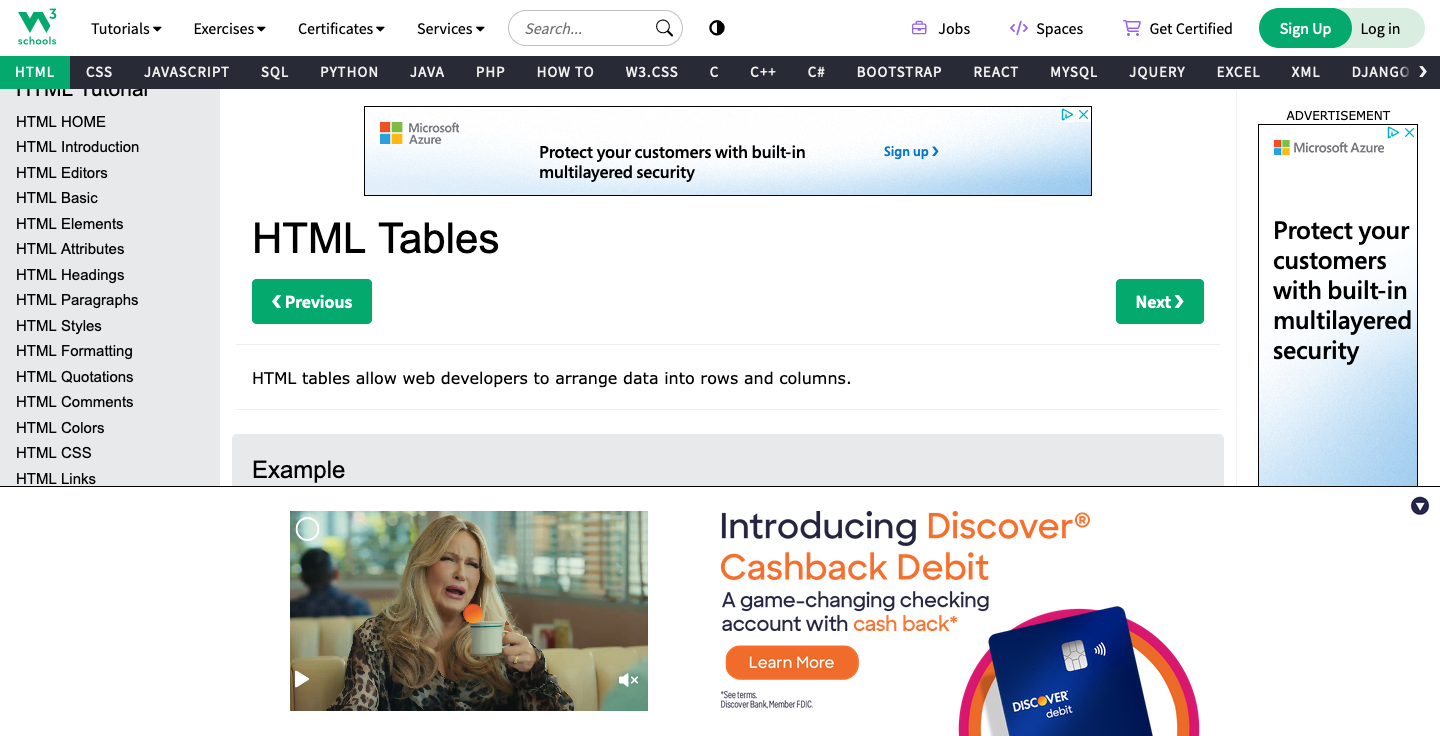 3
schools
Tutorials
Exercises
Certificates
Services
Search...
Jobs
Spaces
Get Certified
Sign Up
Log in
HTML
CSS
JAVASCRIPT
SQL
PYTHON
JAVA
PHP
HOW TO
W3.CSS
C
C++
C#
BOOTSTRAP
REACT
MYSQL
JQUERY
EXCEL
XML
DJANGO
❯
HTML Tutorial
HTML HOME
HTML Introduction
HTML Editors
HTML Basic
HTML Elements
HTML Attributes
HTML Headings
HTML Paragraphs
HTML Styles
HTML Formatting
HTML Quotations
HTML Comments
HTML Colors
HTML CSS
HTML Links
Microsoft
Azure
Protect your customers with built-in
multilayered security
Sign up ❯
HTML Tables
❮ Previous
Next ❯
HTML tables allow web developers to arrange data into rows and columns.
Example
ADVERTISEMENT
Microsoft Azure
Protect your
customers
with built-in
multilayered
security
Introducing Discover®
Cashback Debit
A game-changing checking
account with cash back*
Learn More
*See terms.
Discover Bank, Member FDIC.
DISCOVER
debit